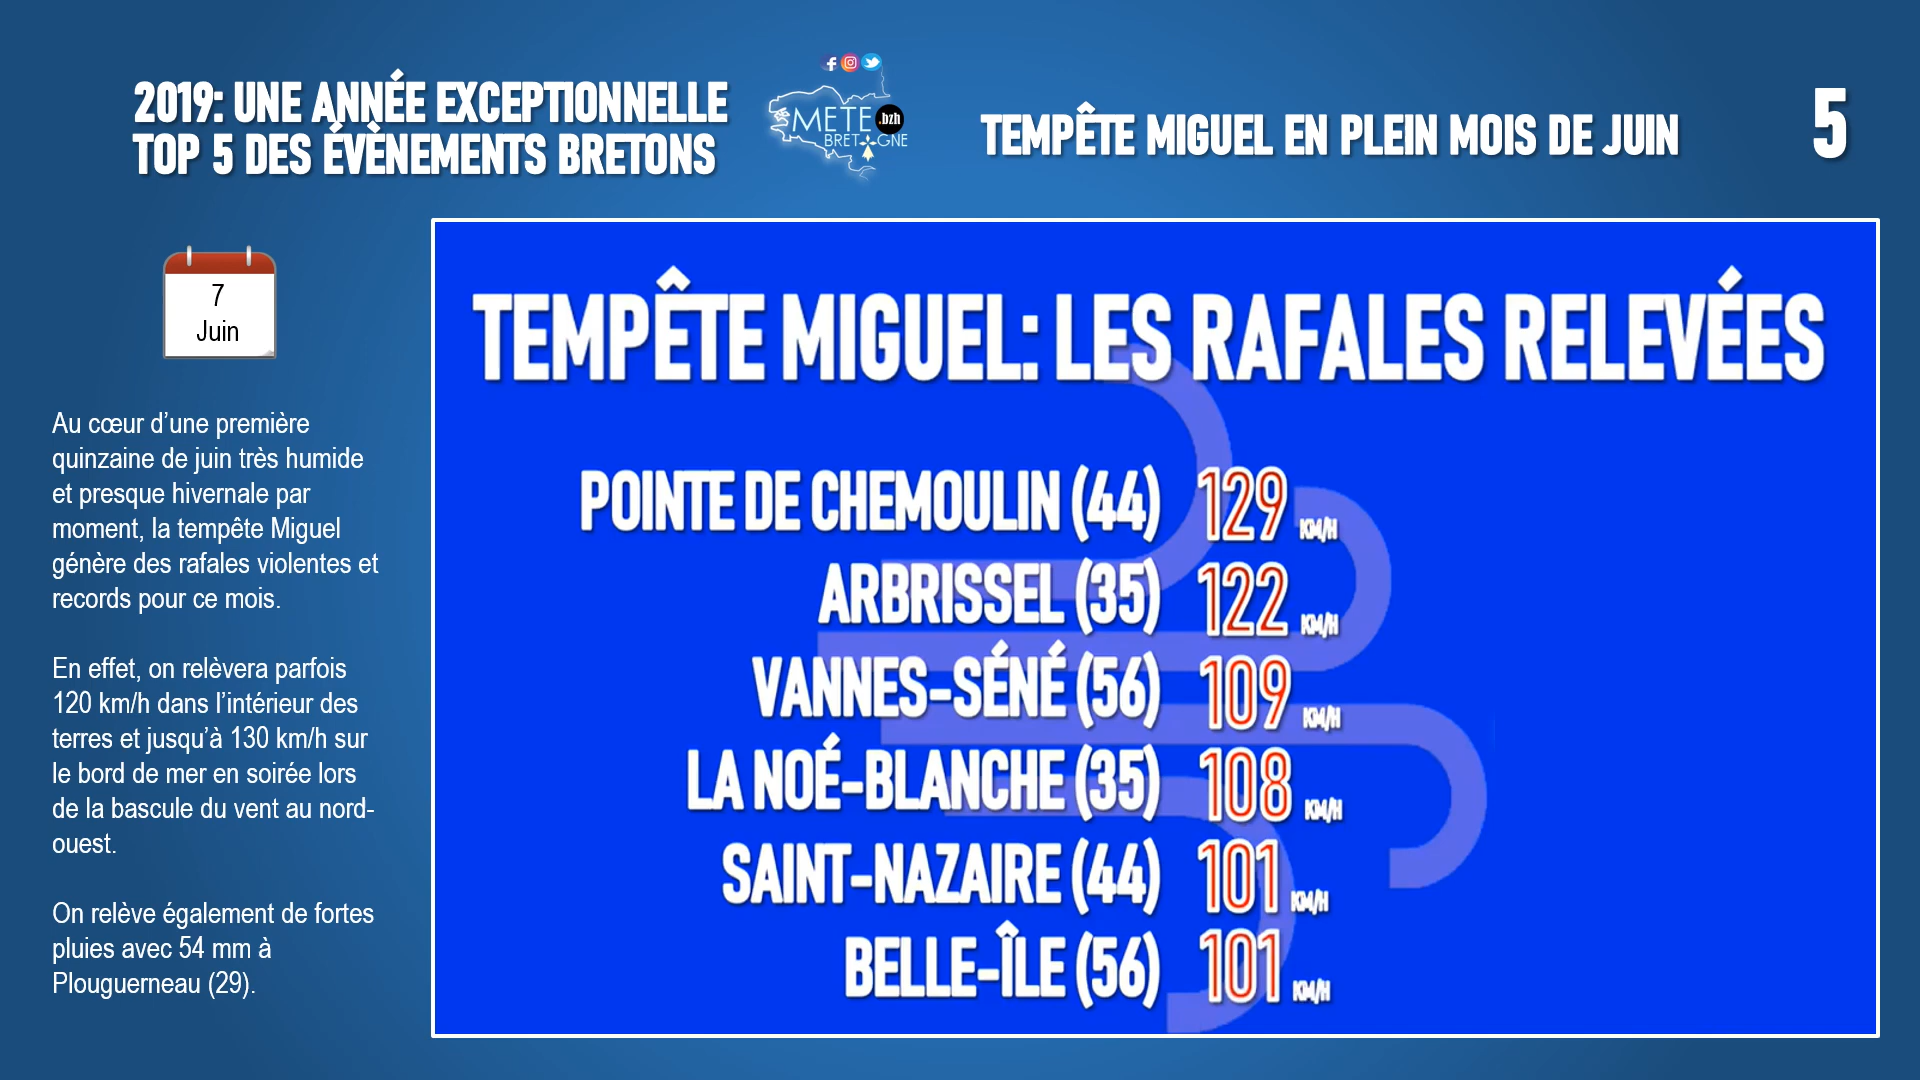 2019: UNE ANNÉE EXCEPTIONNELLE
TOP 5 DES ÉVÈNEMENTS BRETONS
METEO
.bzh
BRETAGNE
TEMPÊTE MIGUEL EN PLEIN MOIS DE JUIN
5
7
Juin
Au cœur d’une première
quinzaine de juin très humide
et presque hivernale par
moment, la tempête Miguel
génère des rafales violentes et
records pour ce mois.
En effet, on relèvera parfois
120 km/h dans l’intérieur des
terres et jusqu’à 130 km/h sur
le bord de mer en soirée lors
de la bascule du vent au nord-
ouest.
On relève également de fortes
pluies avec 54 mm à
Plouguerneau (29).
TEMPÊTE MIGUEL: LES RAFALES RELEVÉES
POINTE DE CHEMOULIN (44) 129 KM/H
ARBRISSEL (35) 122 KM/H
VANNES-SÉNÉ (56) 109 KM/H
LA NOÉ-BLANCHE (35) 108 KM/H
SAINT-NAZAIRE (44) 101 KM/H
BELLE-ÎLE (56) 101 KM/H